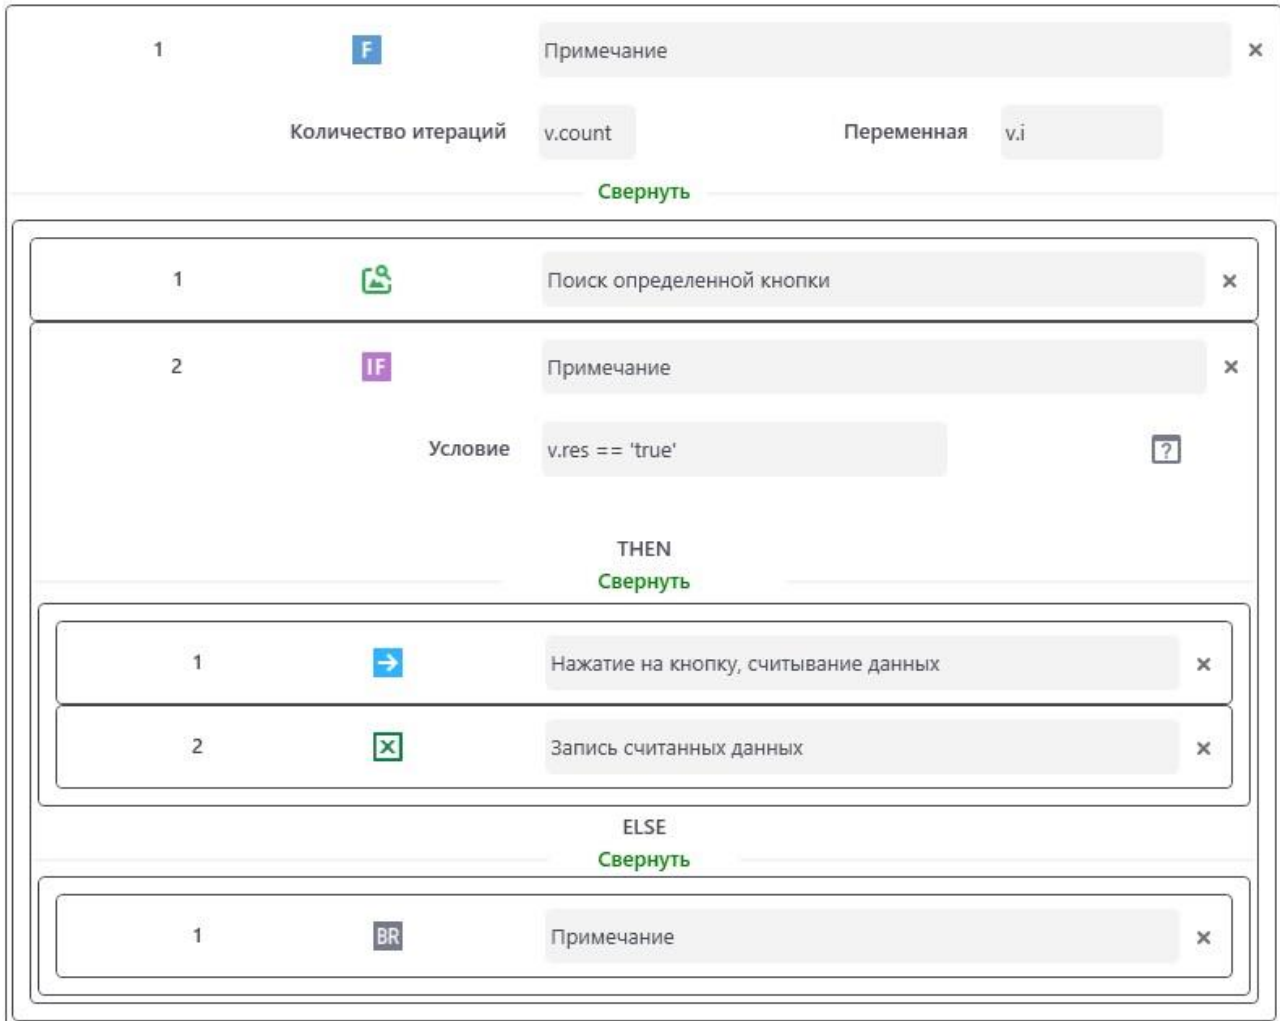 1 F Примечание ×
Количество итераций v.count Переменная v.i
Свернуть
1 Поиск определенной кнопки ×
2 IF Примечание ×
Условие v.res == 'true' ?
THEN
Свернуть
1 Нажатие на кнопку, считывание данных ×
2 Запись считанных данных ×
ELSE
Свернуть
1 BR Примечание ×